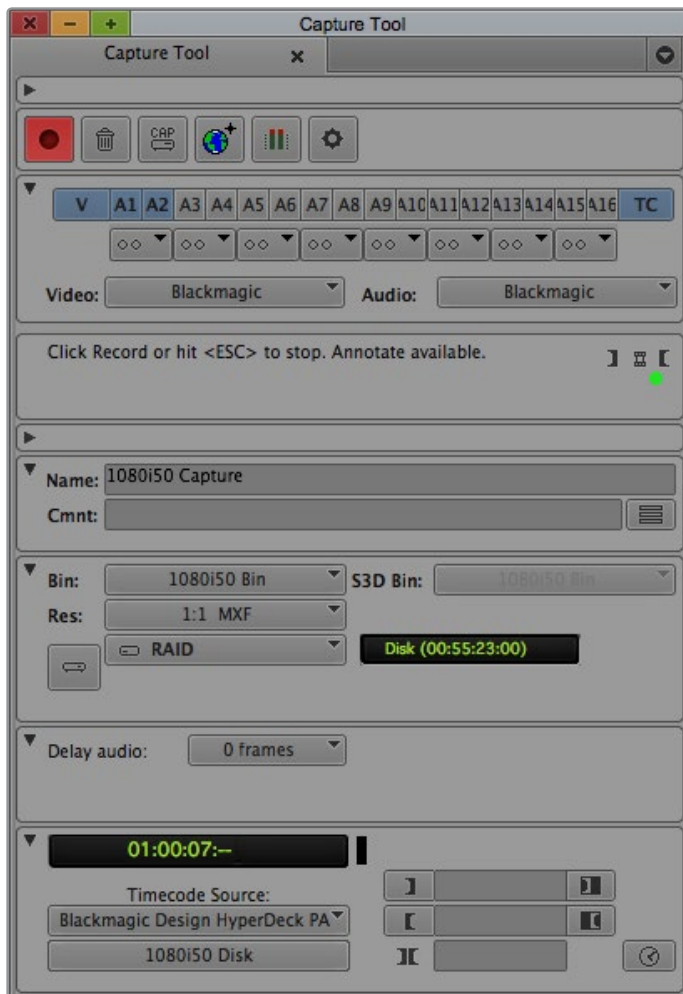 Capture Tool
Capture Tool
CAP
V A1 A2 A3 A4 A5 A6 A7 A8 A9 A10 A11 A12 A13 A14 A15 A16 TC
Video: Blackmagic Audio: Blackmagic
Click Record or hit <ESC> to stop. Annotate available.
Name: 1080i50 Capture
Cmnt:
Bin: 1080i50 Bin S3D Bin: 1080i50 Bin
Res: 1:1 MXF
RAID Disk (00:55:23:00)
Delay audio: 0 frames
01:00:07:--
Timecode Source:
Blackmagic Design HyperDeck PA
1080i50 Disk